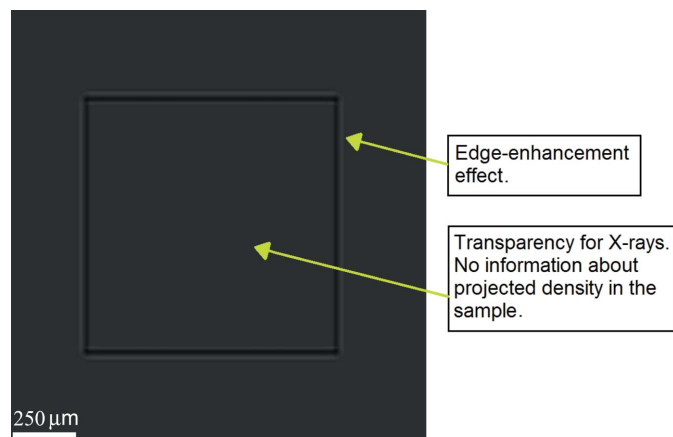 Edge-enhancement
effect.
Transparency for X-rays.
No information about
projected density in the
sample.
250 μm